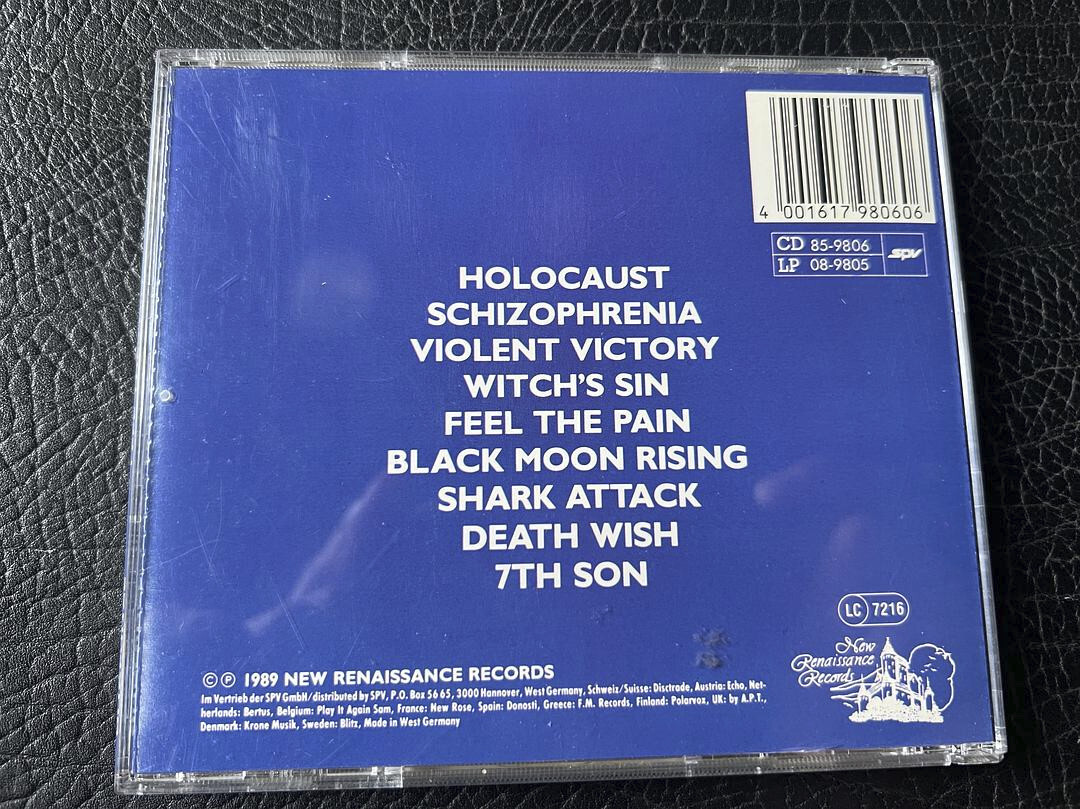 4 001617 980606
CD 85-9806
LP 08-9805
SPV
HOLOCAUST
SCHIZOPHRENIA
VIOLENT VICTORY
WITCH'S SIN
FEEL THE PAIN
BLACK MOON RISING
SHARK ATTACK
DEATH WISH
7TH SON
LC 7216
New
Renaissance
Records
© ℗ 1989 NEW RENAISSANCE RECORDS
Im Vertrieb der SPV GmbH/distributed by SPV, P.O. Box 56 65, 3000 Hannover, West Germany, Schweiz/Suisse: Disctrade, Austria: Echo, Net-
herlands: Bertus, Belgium: Play It Again Sam, France: New Rose, Spain: Donosti, Greece: F.M. Records, Finland: Polarvox, UK: by A.P.T.,
Denmark: Krone Musik, Sweden: Blitz, Made in West Germany